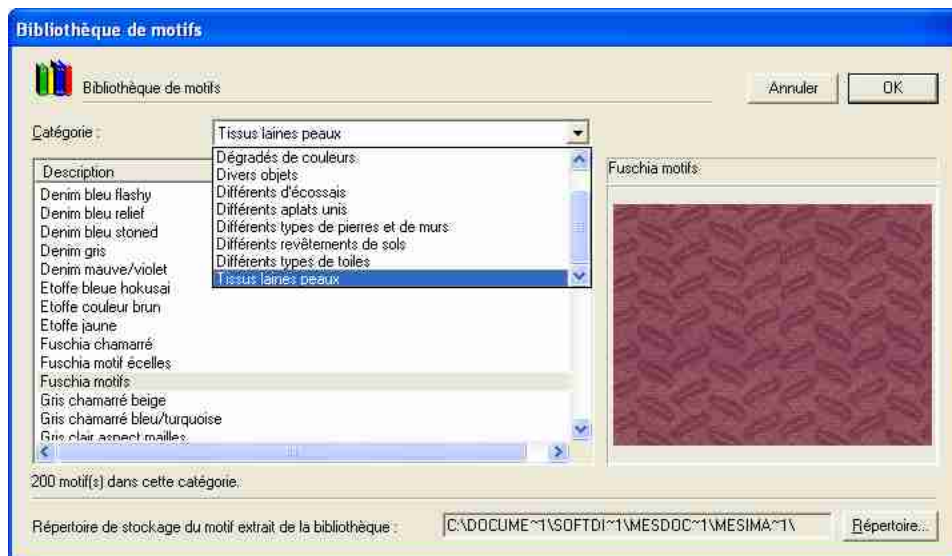 Bibliothèque de motifs
Bibliothèque de motifs
Annuler
OK
Catégorie :
Tissus laines peaux
Dégradés de couleurs
Divers objets
Différents d'écossais
Différents aplats unis
Différents types de pierres et de murs
Différents revêtements de sols
Différents types de toiles
Tissus laines peaux
Description
Denim bleu flashy
Denim bleu relief
Denim bleu stoned
Denim gris
Denim mauve/violet
Etoffe bleue hokusai
Etoffe couleur brun
Etoffe jaune
Fuschia chamarré
Fuschia motif écelles
Fuschia motifs
Gris chamarré beige
Gris chamarré bleu/turquoise
Gris clair aspect mailles
Fuschia motifs
200 motif(s) dans cette catégorie.
Répertoire de stockage du motif extrait de la bibliothèque :
C:\DOCUME~1\SOFTDI~1\MESDOC~1\MESIMA~1\
Répertoire...